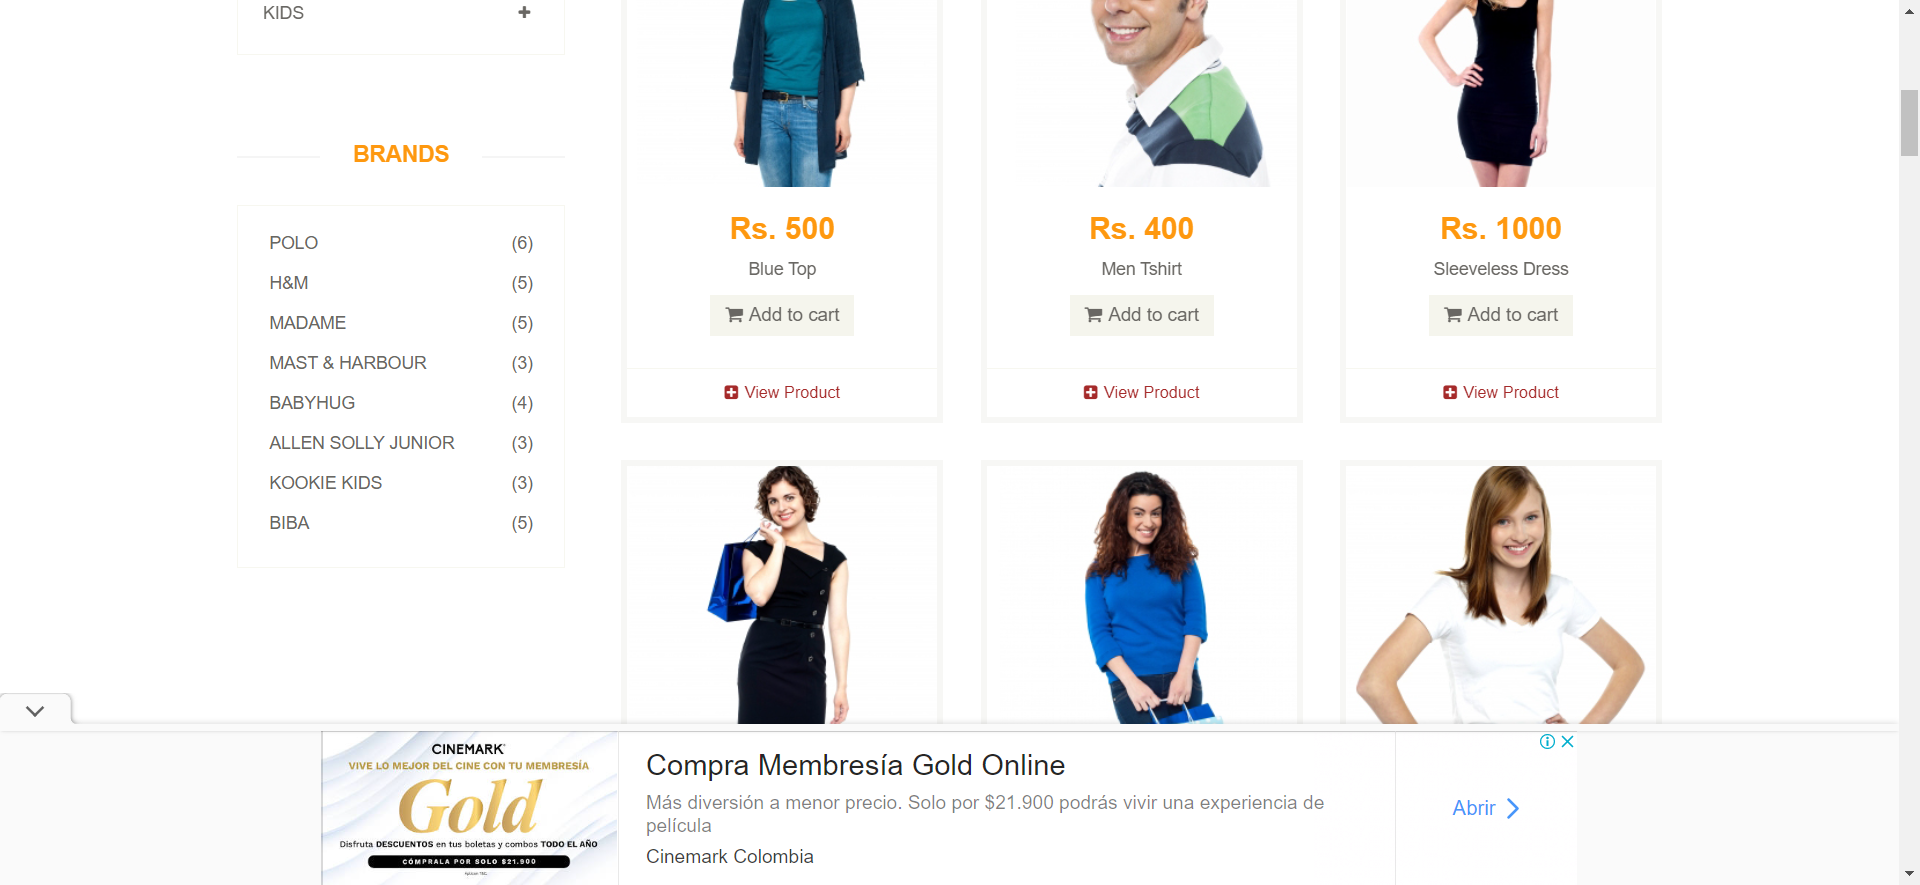 KIDS
BRANDS
POLO (6)
H&M (5)
MADAME (5)
MAST & HARBOUR (3)
BABYHUG (4)
ALLEN SOLLY JUNIOR (3)
KOOKIE KIDS (3)
BIBA (5)
Rs. 500
Blue Top
Add to cart
View Product
Rs. 400
Men Tshirt
Add to cart
View Product
Rs. 1000
Sleeveless Dress
Add to cart
View Product
CINEMARK
VIVE LO MEJOR DEL CINE CON TU MEMBRESÍA
Gold
Disfruta DESCUENTOS en tus boletas y combos TODO EL AÑO
CÓMPRALA POR SOLO $21.900
Compra Membresía Gold Online
Más diversión a menor precio. Solo por $21.900 podrás vivir una experiencia de
película
Cinemark Colombia
Abrir